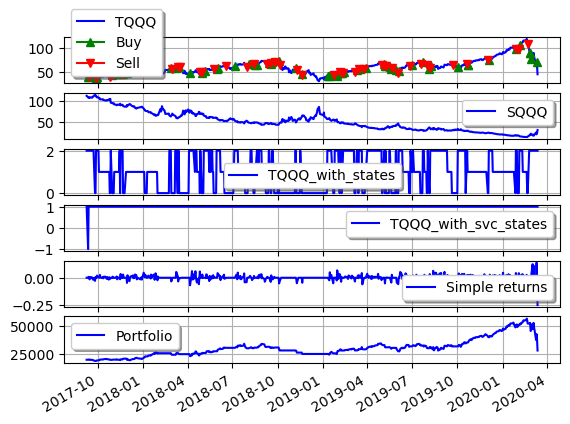 TQQQ
Buy
Sell
100
50
SQQQ
100
50
2
TQQQ_with_states
0
1
TQQQ_with_svc_states
−1
0.00
Simple returns
−0.25
50000
Portfolio
25000
2017-10 2018-01 2018-04 2018-07 2018-10 2019-01 2019-04 2019-07 2019-10 2020-01 2020-04